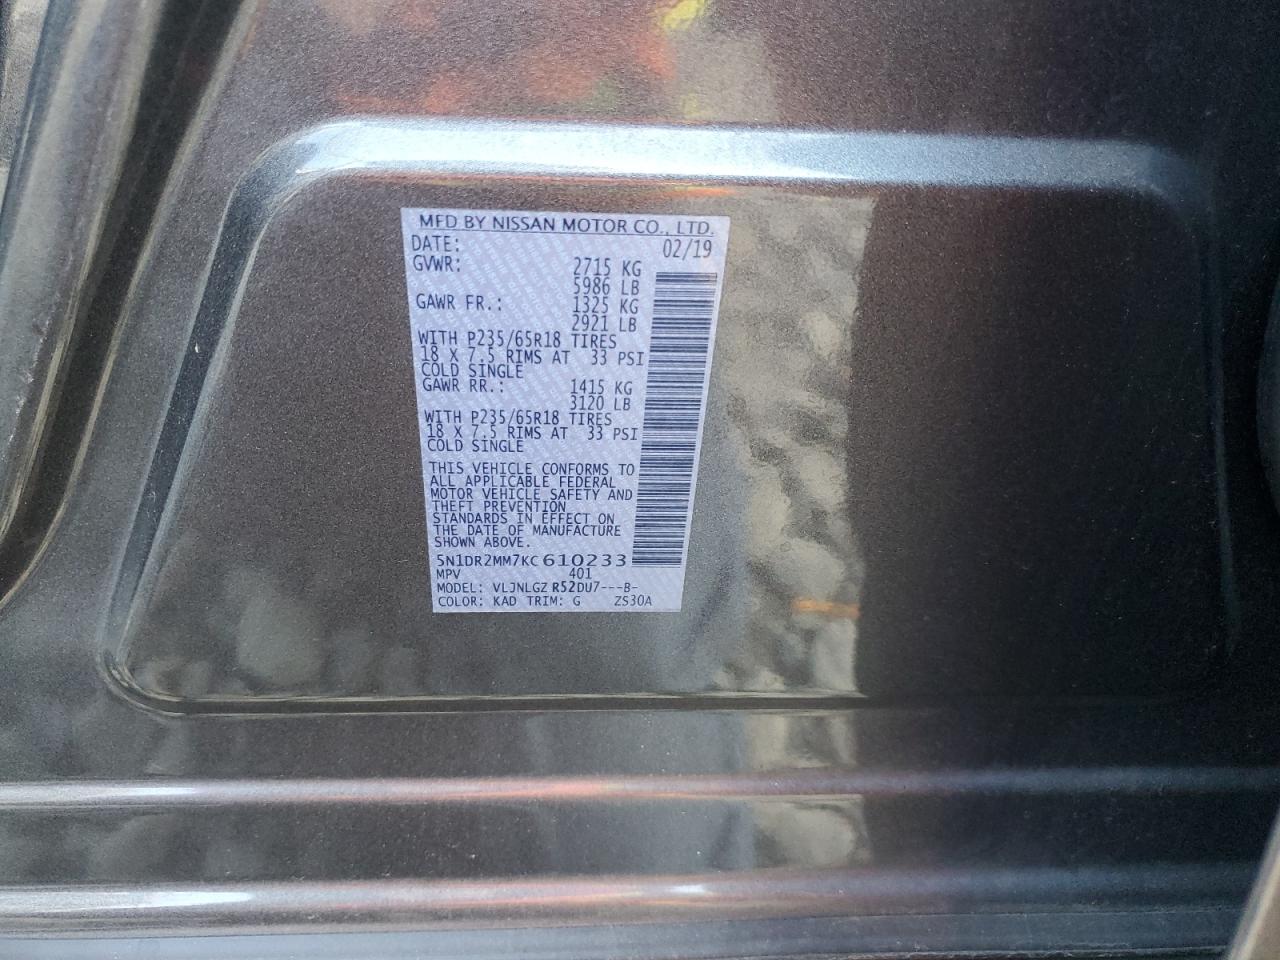 MFD BY NISSAN MOTOR CO., LTD.
DATE: 02/19
GVWR: 2715 KG
5986 LB
GAWR FR.: 1325 KG
2921 LB
WITH P235/65R18 TIRES
18 X 7.5 RIMS AT 33 PSI
COLD SINGLE
GAWR RR.: 1415 KG
3120 LB
WITH P235/65R18 TIRES
18 X 7.5 RIMS AT 33 PSI
COLD SINGLE
THIS VEHICLE CONFORMS TO
ALL APPLICABLE FEDERAL
MOTOR VEHICLE SAFETY AND
THEFT PREVENTION
STANDARDS IN EFFECT ON
THE DATE OF MANUFACTURE
SHOWN ABOVE.
5N1DR2MM7KC610233
MPV 401
MODEL: VLJNLGZ R52DU7---B-
COLOR: KAD TRIM: G ZS30A